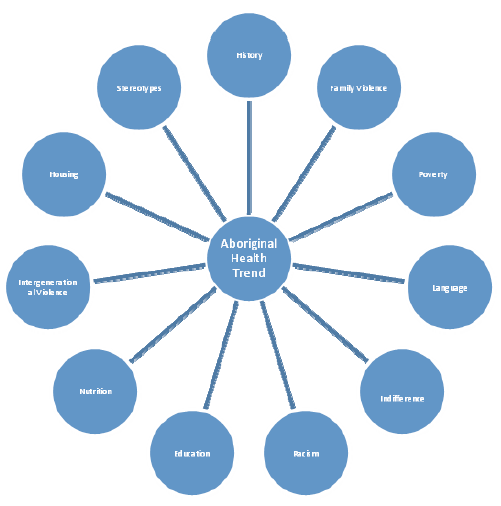 History
Family Violence
Poverty
Language
Indifference
Racism
Education
Nutrition
Intergeneration
al Violence
Housing
Stereotypes
Aboriginal
Health
Trend